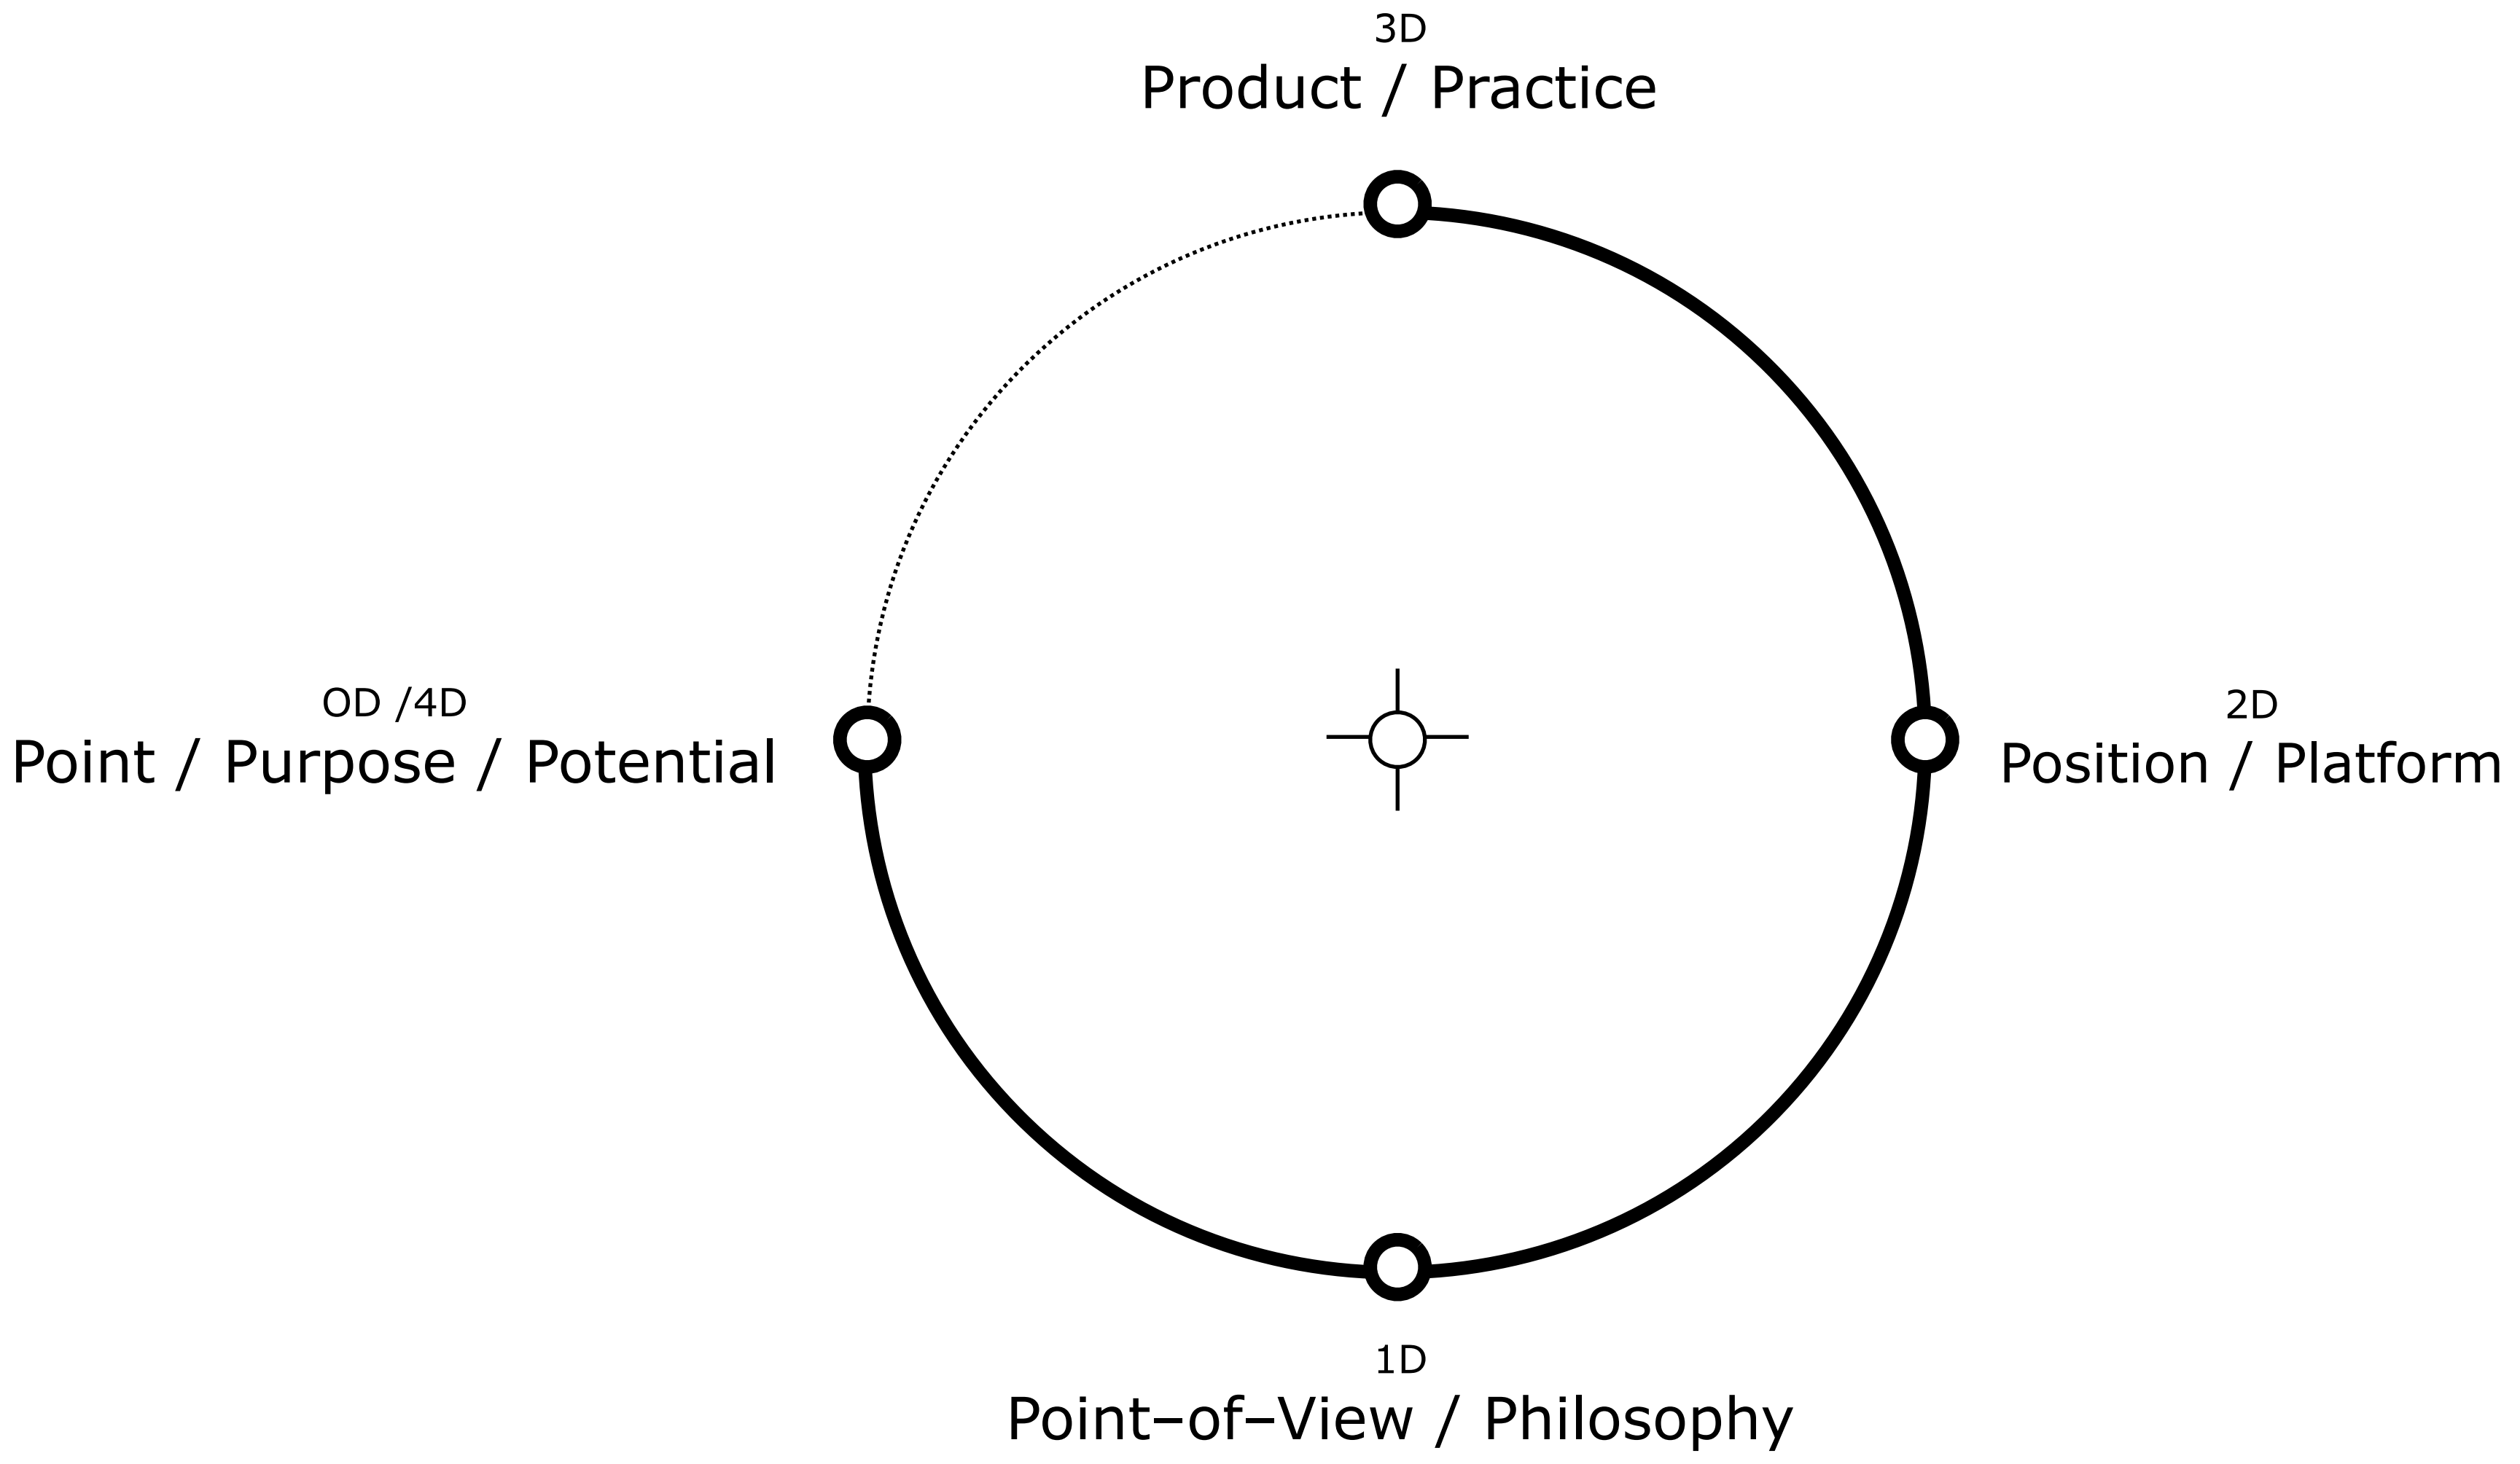 3D
Product / Practice
OD /4D
Point / Purpose / Potential
2D
Position / Platform
1D
Point−of−View / Philosophy